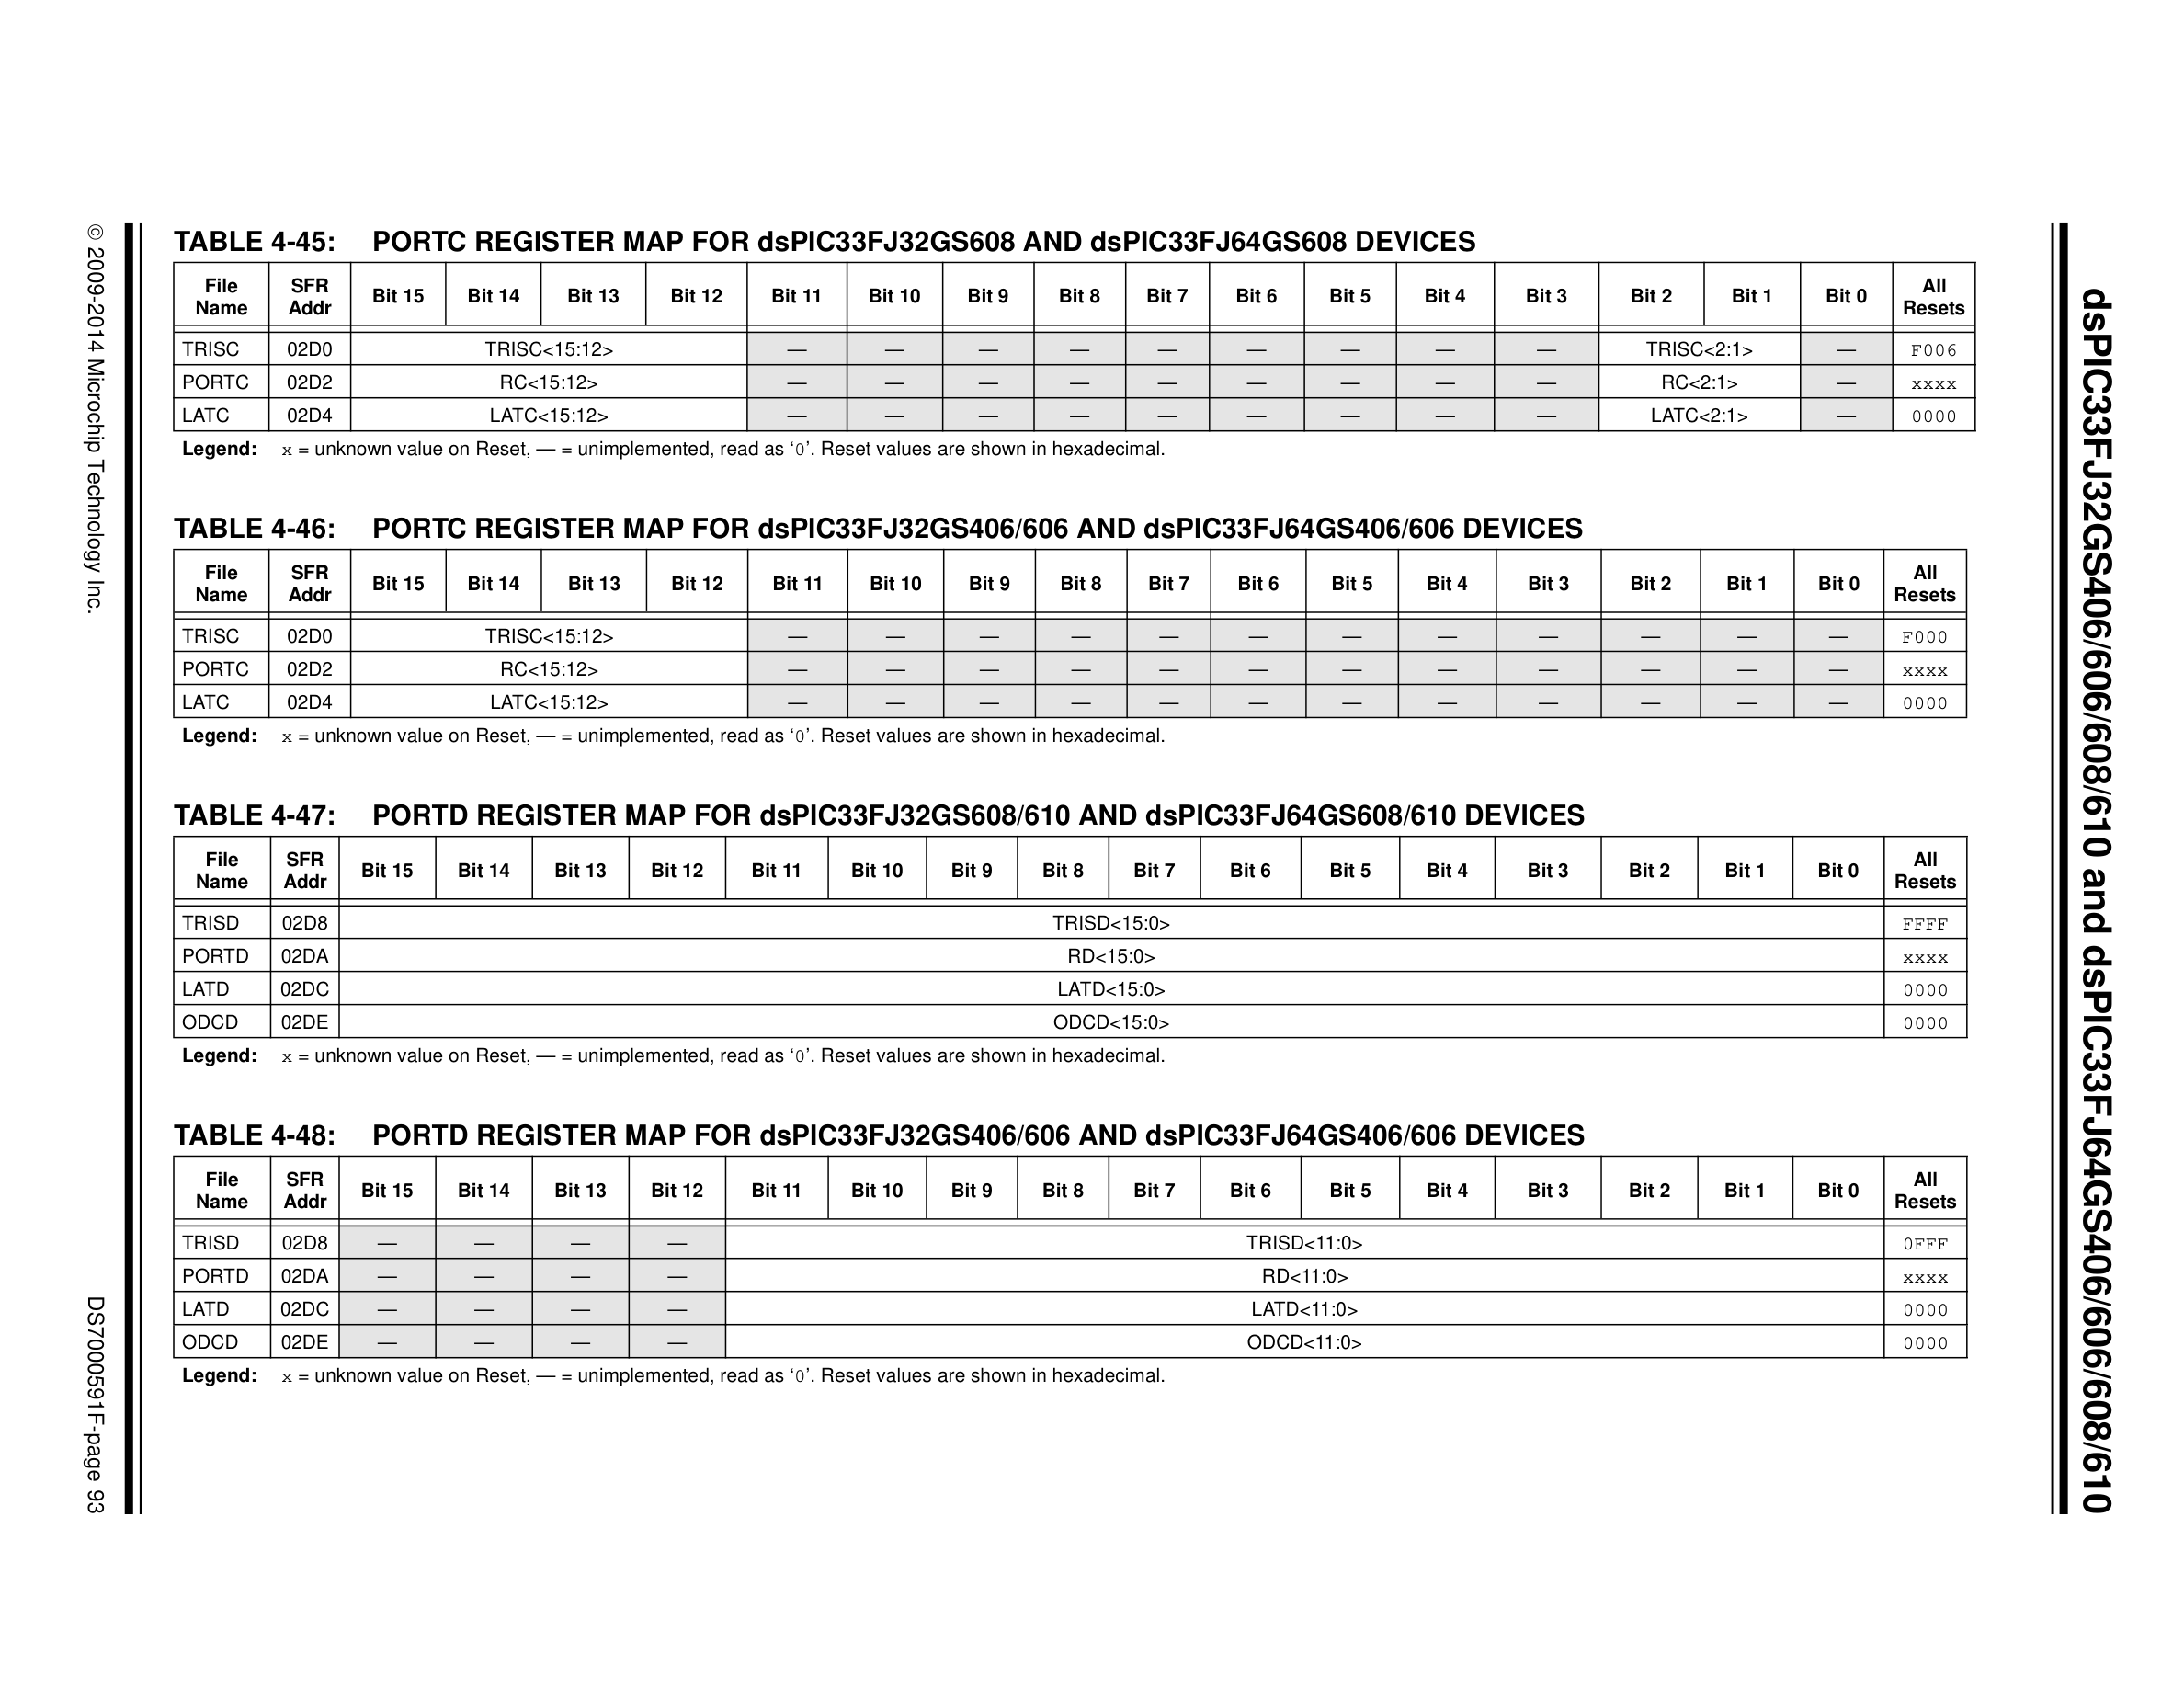 TABLE 4-45: PORTC REGISTER MAP FOR dsPIC33FJ32GS608 AND dsPIC33FJ64GS608 DEVICES
File Name SFR Addr Bit 15 Bit 14 Bit 13 Bit 12 Bit 11 Bit 10 Bit 9 Bit 8 Bit 7 Bit 6 Bit 5 Bit 4 Bit 3 Bit 2 Bit 1 Bit 0 All Resets
TRISC 02D0 TRISC<15:12> — — — — — — — — — TRISC<2:1> — F006
PORTC 02D2 RC<15:12> — — — — — — — — — RC<2:1> — xxxx
LATC 02D4 LATC<15:12> — — — — — — — — — LATC<2:1> — 0000
Legend: x = unknown value on Reset, — = unimplemented, read as ‘0’. Reset values are shown in hexadecimal.
TABLE 4-46: PORTC REGISTER MAP FOR dsPIC33FJ32GS406/606 AND dsPIC33FJ64GS406/606 DEVICES
File Name SFR Addr Bit 15 Bit 14 Bit 13 Bit 12 Bit 11 Bit 10 Bit 9 Bit 8 Bit 7 Bit 6 Bit 5 Bit 4 Bit 3 Bit 2 Bit 1 Bit 0 All Resets
TRISC 02D0 TRISC<15:12> — — — — — — — — — — — — F000
PORTC 02D2 RC<15:12> — — — — — — — — — — — — xxxx
LATC 02D4 LATC<15:12> — — — — — — — — — — — — 0000
Legend: x = unknown value on Reset, — = unimplemented, read as ‘0’. Reset values are shown in hexadecimal.
TABLE 4-47: PORTD REGISTER MAP FOR dsPIC33FJ32GS608/610 AND dsPIC33FJ64GS608/610 DEVICES
File Name SFR Addr Bit 15 Bit 14 Bit 13 Bit 12 Bit 11 Bit 10 Bit 9 Bit 8 Bit 7 Bit 6 Bit 5 Bit 4 Bit 3 Bit 2 Bit 1 Bit 0 All Resets
TRISD 02D8 TRISD<15:0> FFFF
PORTD 02DA RD<15:0> xxxx
LATD 02DC LATD<15:0> 0000
ODCD 02DE ODCD<15:0> 0000
Legend: x = unknown value on Reset, — = unimplemented, read as ‘0’. Reset values are shown in hexadecimal.
TABLE 4-48: PORTD REGISTER MAP FOR dsPIC33FJ32GS406/606 AND dsPIC33FJ64GS406/606 DEVICES
File Name SFR Addr Bit 15 Bit 14 Bit 13 Bit 12 Bit 11 Bit 10 Bit 9 Bit 8 Bit 7 Bit 6 Bit 5 Bit 4 Bit 3 Bit 2 Bit 1 Bit 0 All Resets
TRISD 02D8 — — — — TRISD<11:0> 0FFF
PORTD 02DA — — — — RD<11:0> xxxx
LATD 02DC — — — — LATD<11:0> 0000
ODCD 02DE — — — — ODCD<11:0> 0000
Legend: x = unknown value on Reset, — = unimplemented, read as ‘0’. Reset values are shown in hexadecimal.
© 2009-2014 Microchip Technology Inc.
DS7000591F-page 93
dsPIC33FJ32GS406/606/608/610 and dsPIC33FJ64GS406/606/608/610